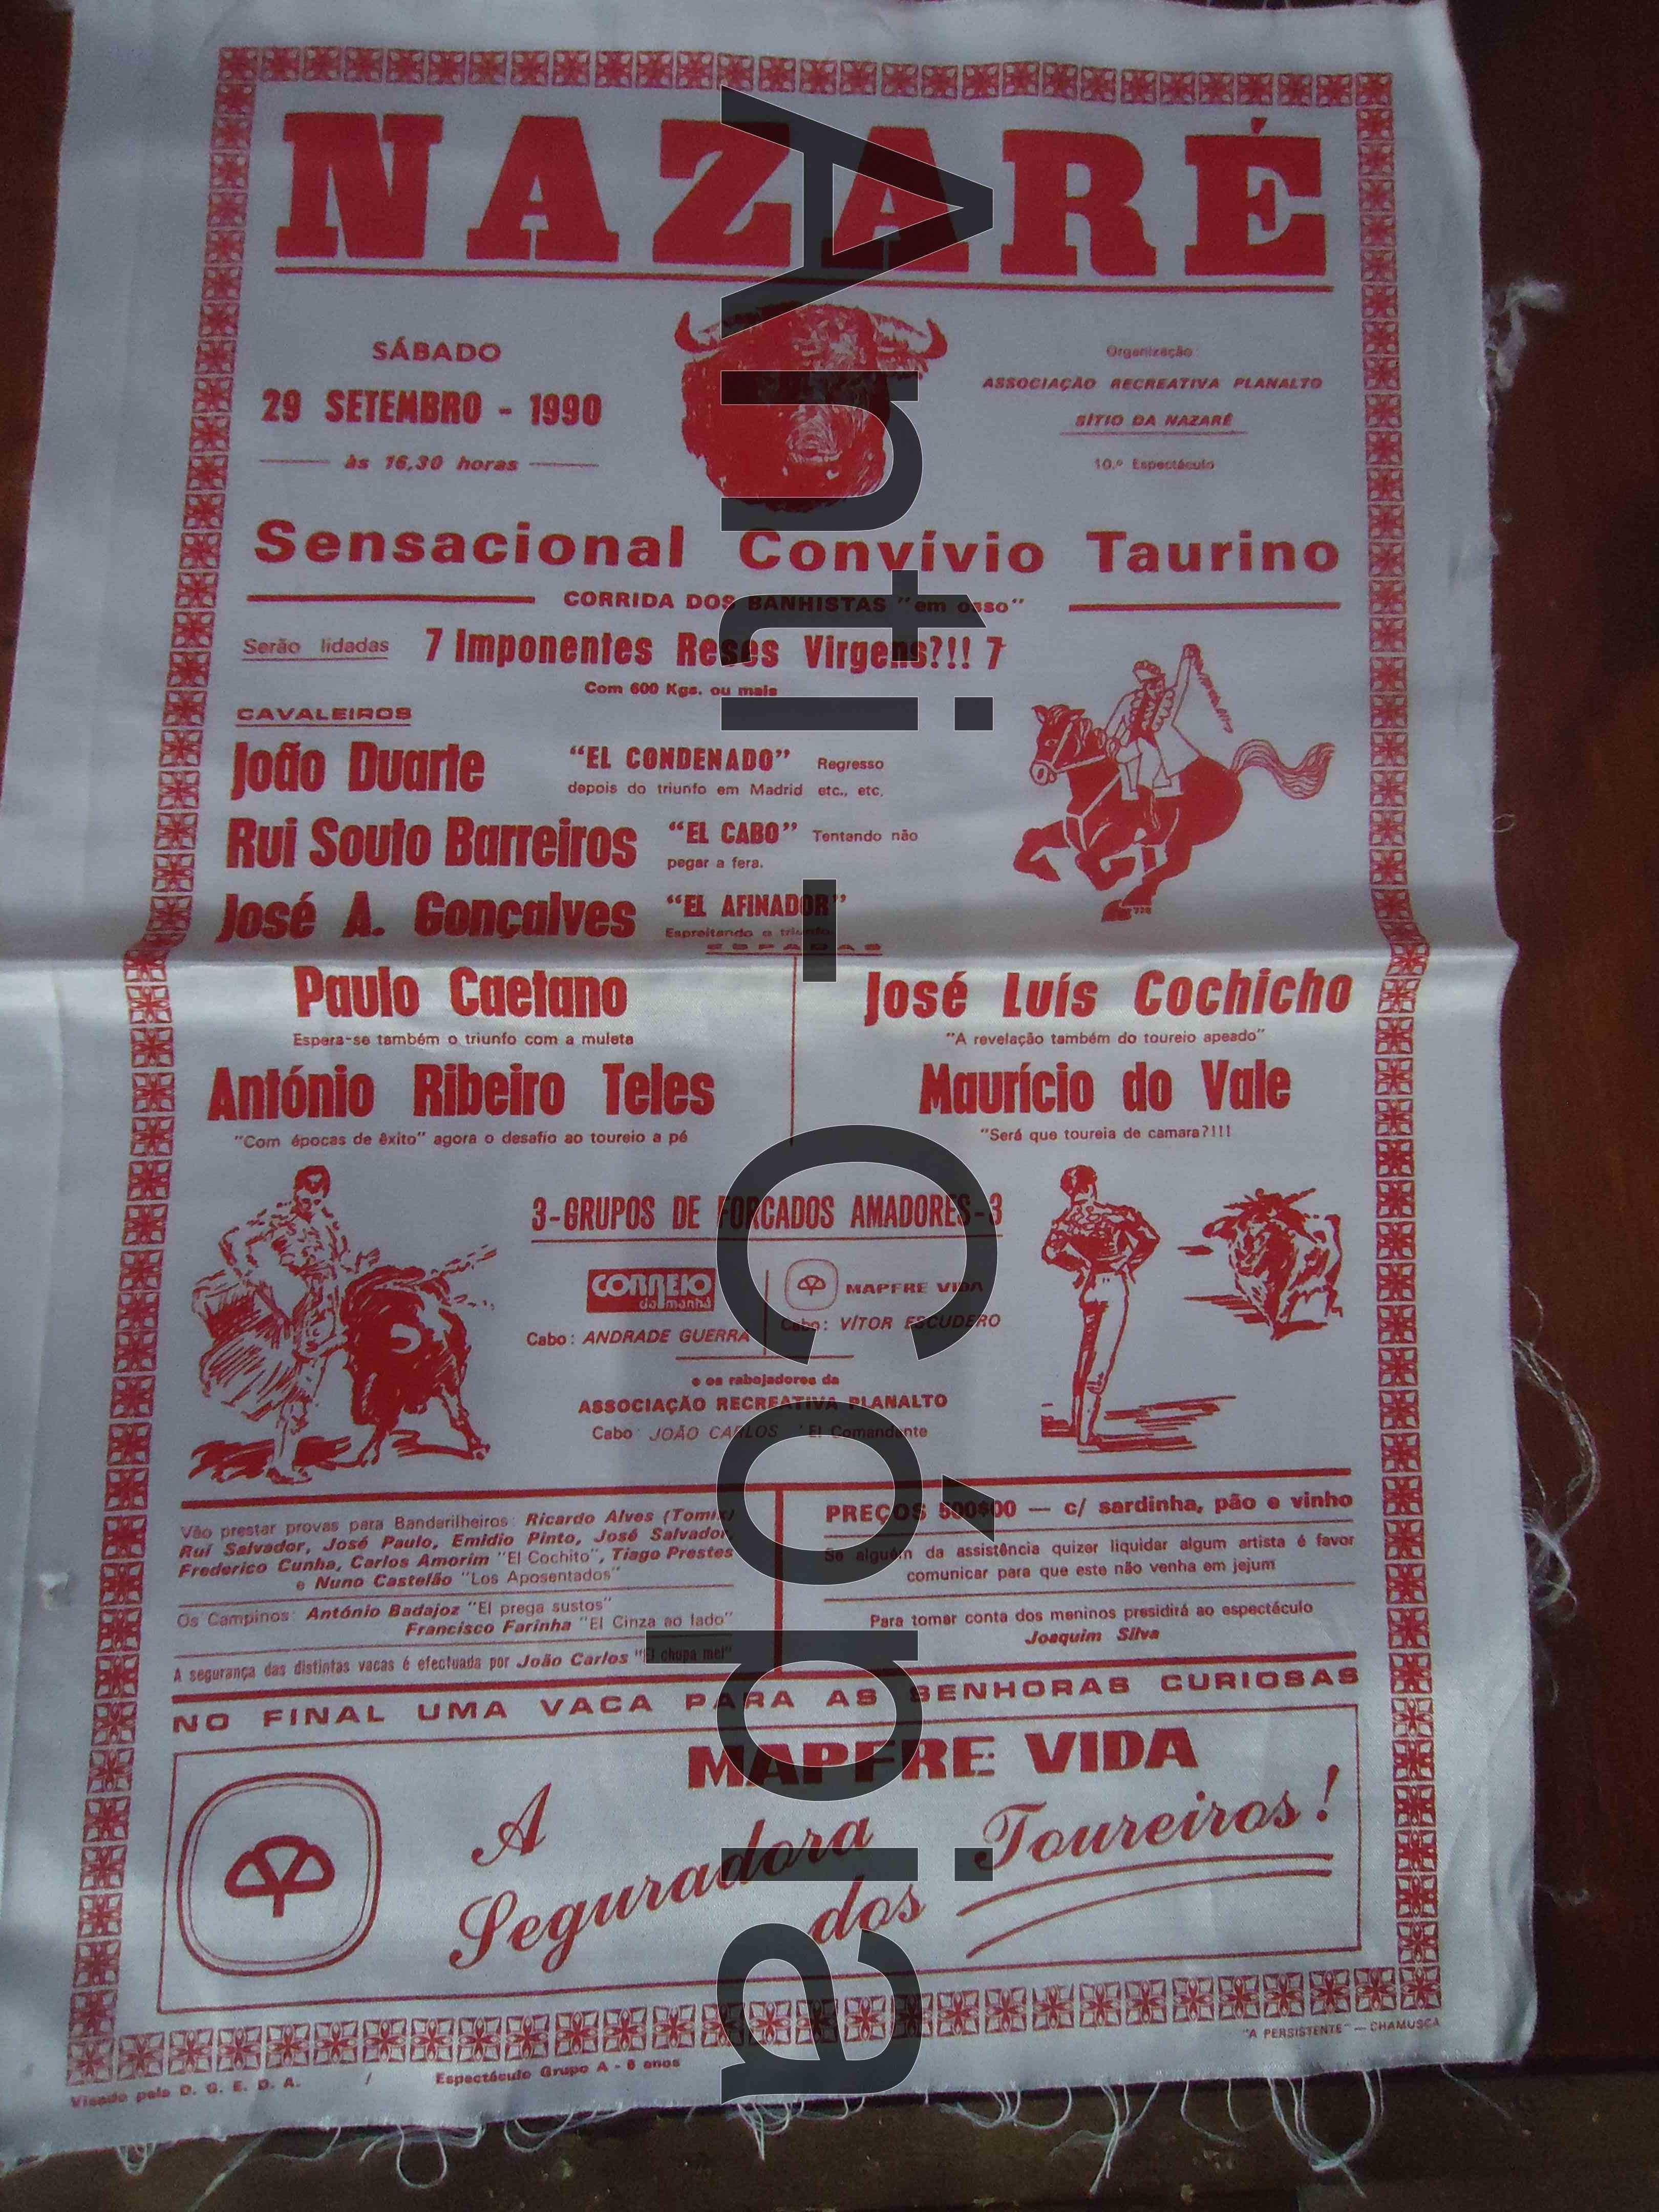 NAZARÉ
SÁBADO
29 SETEMBRO - 1990
às 16,30 horas
Organização
ASSOCIAÇÃO RECREATIVA PLANALTO
SÍTIO DA NAZARÉ
10.º Espectáculo
Sensacional Convívio Taurino
CORRIDA DOS BANHISTAS "em osso"
Serão lidadas 7 Imponentes Reses Virgens?!! 7
Com 600 Kgs. ou mais
CAVALEIROS
João Duarte "EL CONDENADO" Regresso
depois do triunfo em Madrid etc., etc.
Rui Souto Barreiros "EL CABO" Tentando não
pegar a fera.
José A. Gonçalves "EL AFINADOR"
Espreitando o triunfo
ESPADAS
Paulo Caetano
Espera-se também o triunfo com a muleta
António Ribeiro Teles
"Com épocas de êxito" agora o desafio ao toureio a pé
José Luís Cochicho
"A revelação também do toureio apeado"
Maurício do Vale
"Será que toureia de camara?!!!
3-GRUPOS DE FORCADOS AMADORES-3
CORREIO
da manhã
Cabo: ANDRADE GUERRA
MAPFRE VIDA
Cabo: VÍTOR ESCUDERO
e os rabojadores da
ASSOCIAÇÃO RECREATIVA PLANALTO
Cabo: JOÃO CARLOS "El Comandante
Vão prestar provas para Bandarilheiros: Ricardo Alves (Tomix)
Rui Salvador, José Paulo, Emídio Pinto, José Salvador,
Frederico Cunha, Carlos Amorim "El Cochito", Tiago Prestes
e Nuno Castelão "Los Aposentados"
Os Campinos: António Badajoz "El prega sustos"
Francisco Farinha "El Cinza ao lado"
A segurança das distintas vacas é efectuada por João Carlos "El chupa mel"
PREÇOS 500$00 — c/ sardinha, pão e vinho
Se alguém da assistência quizer liquidar algum artista é favor
comunicar para que este não venha em jejum
Para tomar conta dos meninos presidirá ao espectáculo
Joaquim Silva
NO FINAL UMA VACA PARA AS SENHORAS CURIOSAS
MAPFRE VIDA
A
Seguradora
dos
Toureiros!
"A PERSISTENTE" — CHAMUSCA
Visado pela D. G. E. D. A. / Espectáculo Grupo A - 6 anos
Anti-Cópia